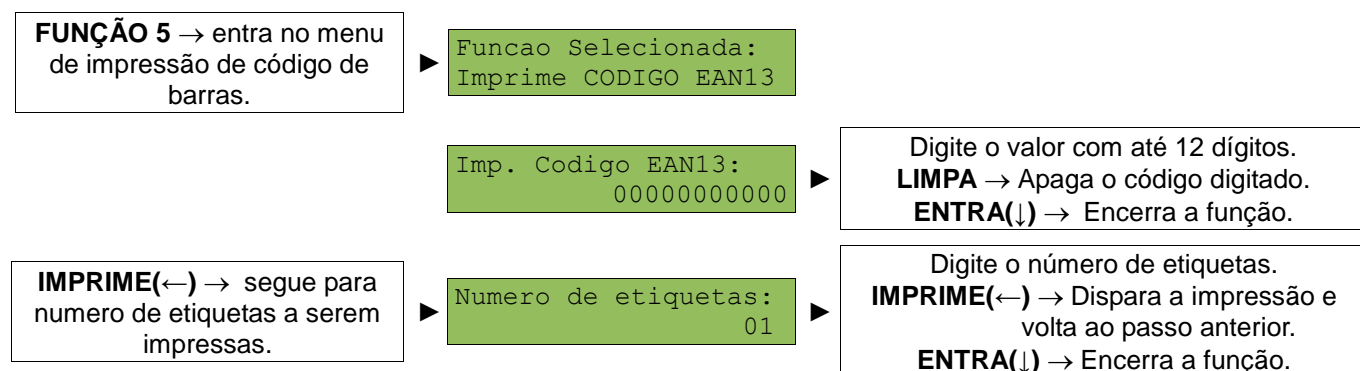 FUNÇÃO 5 → entra no menu
de impressão de código de
barras.
►
Funcao Selecionada:
Imprime CODIGO EAN13
Imp. Codigo EAN13:
00000000000
►
Digite o valor com até 12 dígitos.
LIMPA → Apaga o código digitado.
ENTRA(↓) → Encerra a função.
IMPRIME(←) → segue para
numero de etiquetas a serem
impressas.
►
Numero de etiquetas:
01
►
Digite o número de etiquetas.
IMPRIME(←) → Dispara a impressão e
volta ao passo anterior.
ENTRA(↓) → Encerra a função.